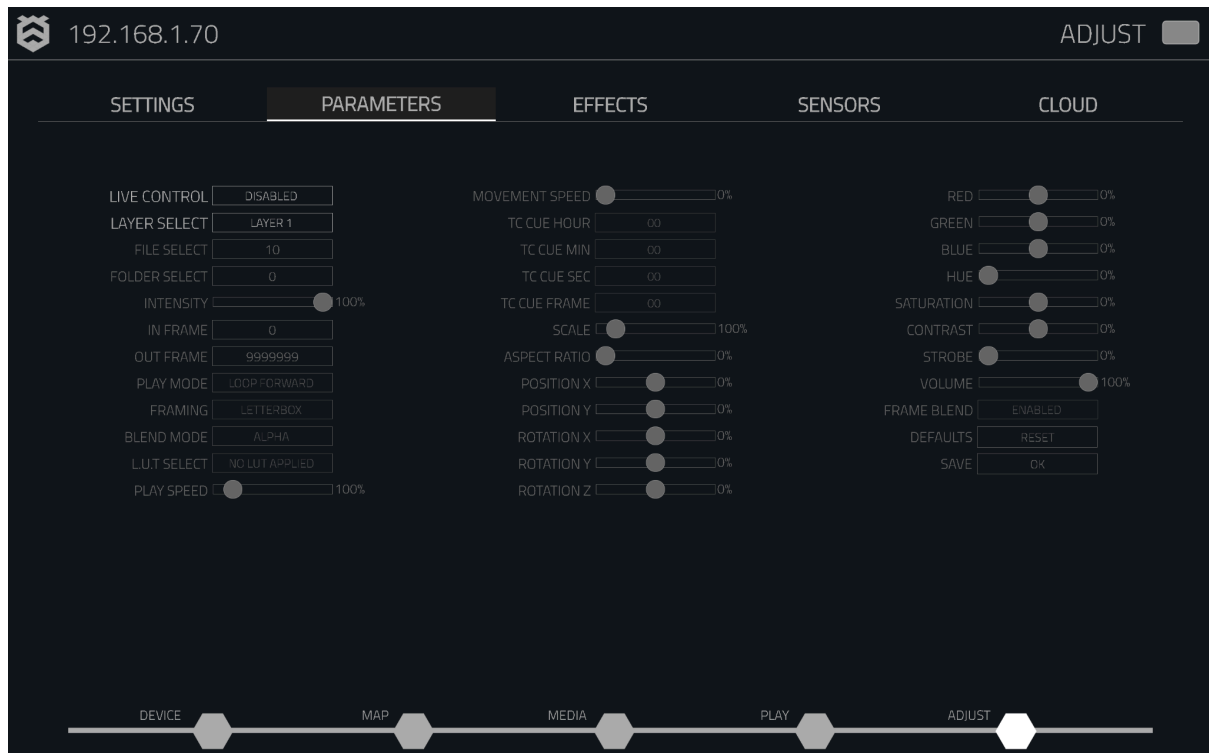 192.168.1.70
ADJUST
SETTINGS PARAMETERS EFFECTS SENSORS CLOUD
LIVE CONTROL DISABLED
LAYER SELECT LAYER 1
FILE SELECT 10
FOLDER SELECT 0
INTENSITY 100%
IN FRAME 0
OUT FRAME 9999999
PLAY MODE LOOP FORWARD
FRAMING LETTERBOX
BLEND MODE ALPHA
L.U.T SELECT NO LUT APPLIED
PLAY SPEED 100%
MOVEMENT SPEED 0%
TC CUE HOUR 00
TC CUE MIN 00
TC CUE SEC 00
TC CUE FRAME 00
SCALE 100%
ASPECT RATIO 0%
POSITION X 0%
POSITION Y 0%
ROTATION X 0%
ROTATION Y 0%
ROTATION Z 0%
RED 0%
GREEN 0%
BLUE 0%
HUE 0%
SATURATION 0%
CONTRAST 0%
STROBE 0%
VOLUME 100%
FRAME BLEND ENABLED
DEFAULTS RESET
SAVE OK
DEVICE MAP MEDIA PLAY ADJUST